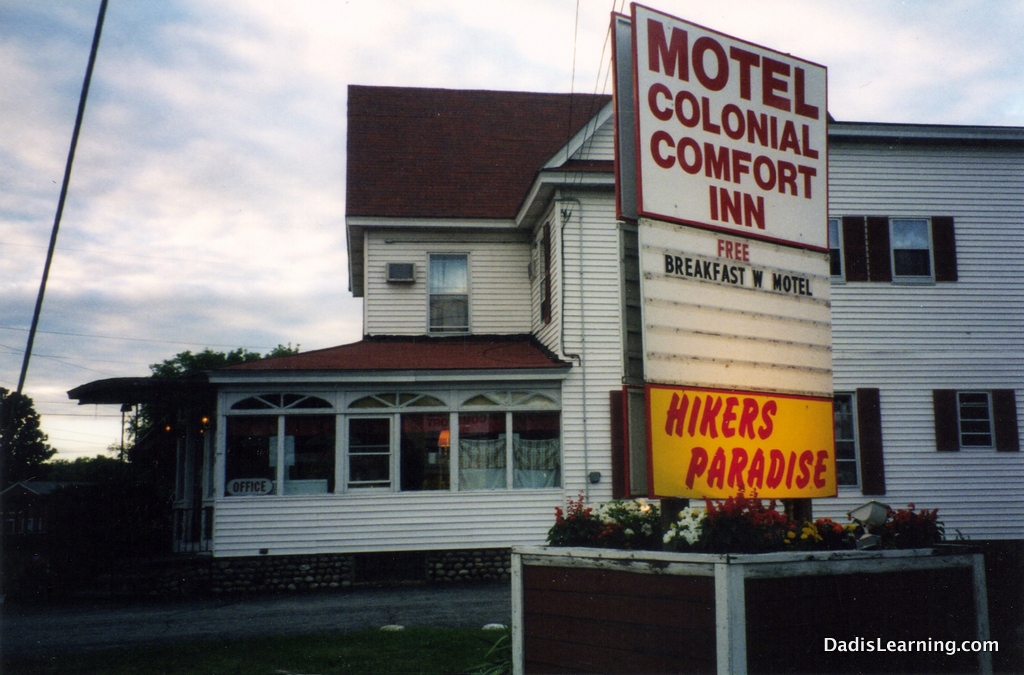 MOTEL
COLONIAL
COMFORT
INN
FREE
BREAKFAST W MOTEL
HIKERS
PARADISE
OFFICE
DadisLearning.com